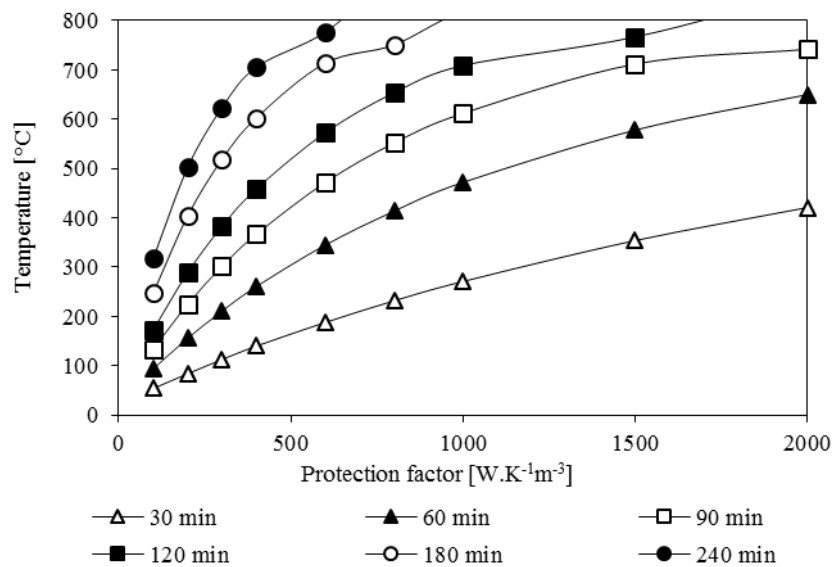 800
700
600
500
400
300
200
100
0
Temperature [°C]
0 500 1000 1500 2000
Protection factor [W.K⁻¹m⁻³]
30 min 60 min 90 min
120 min 180 min 240 min